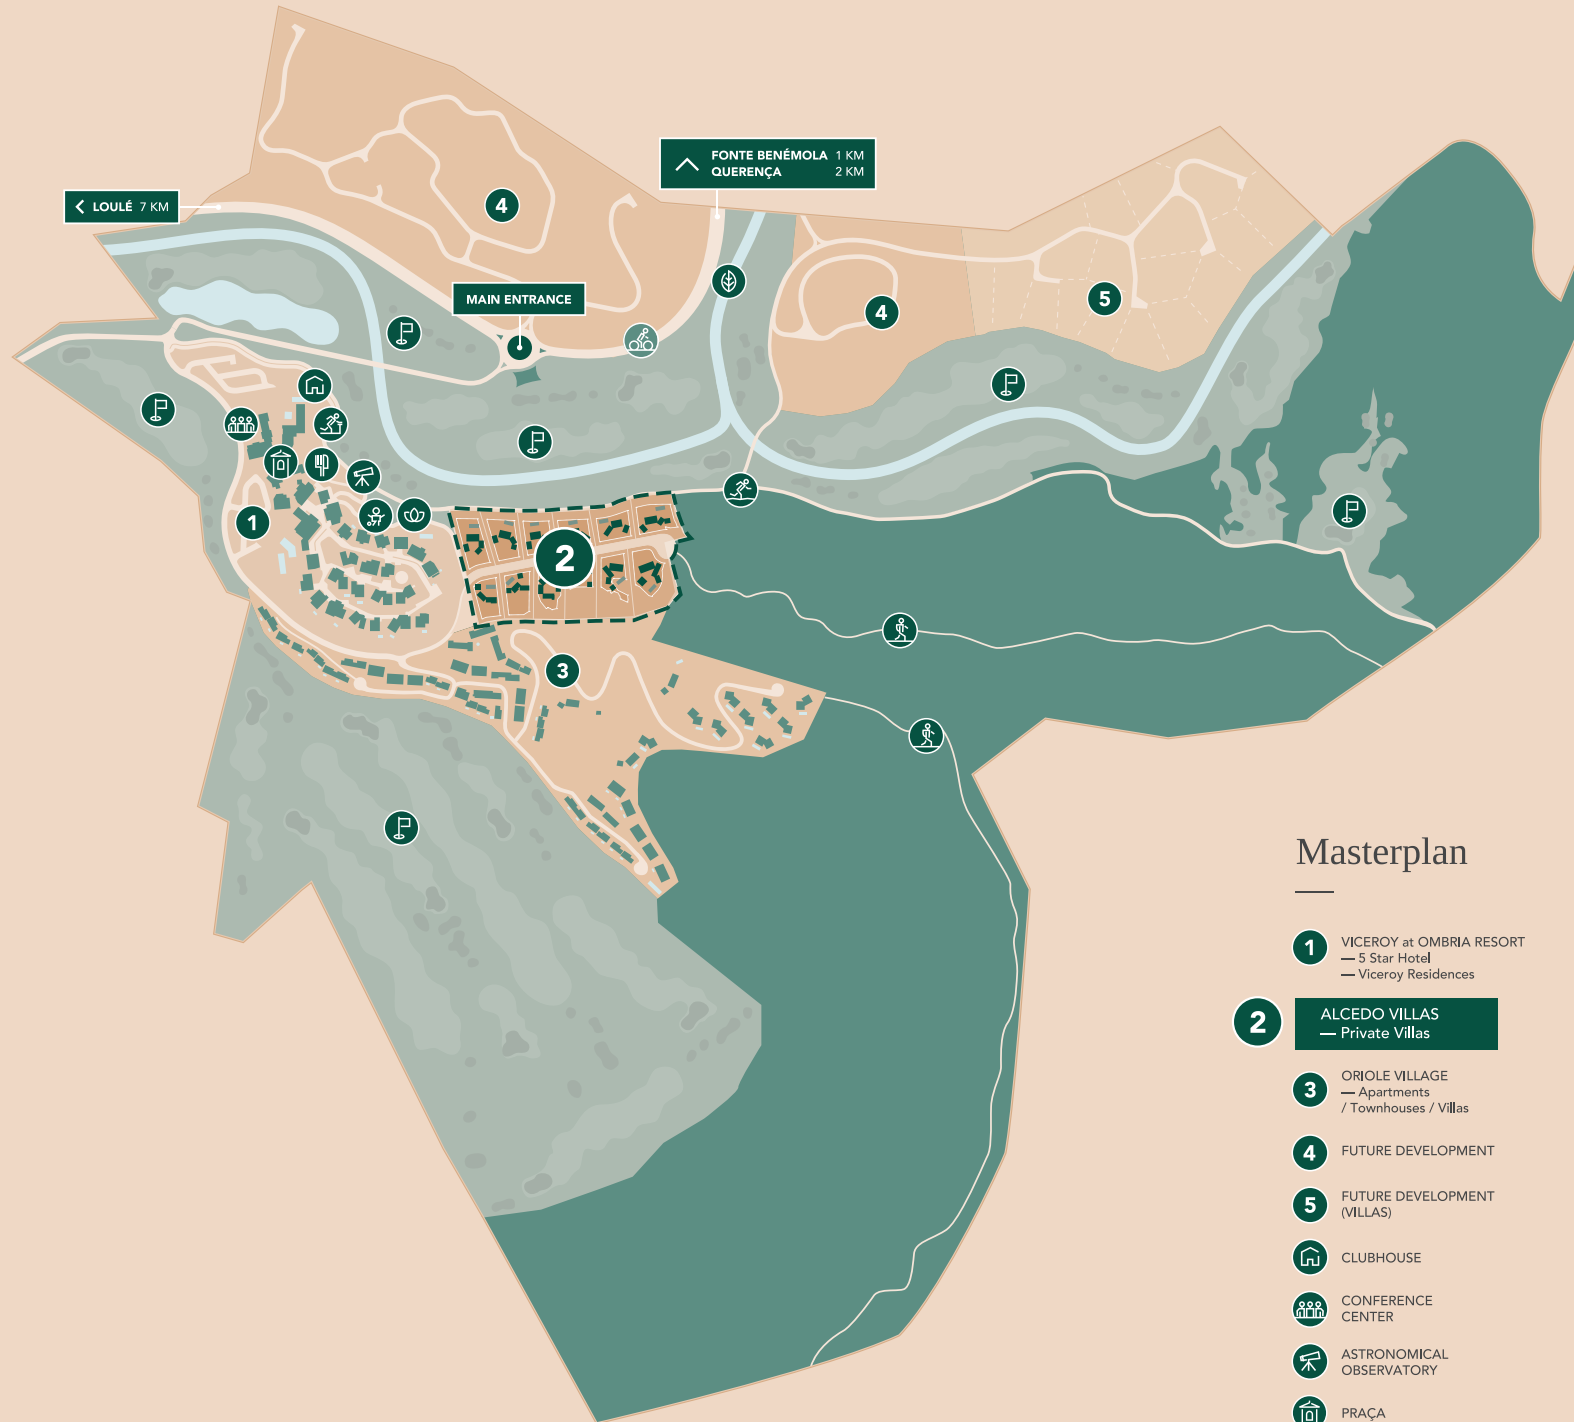 FONTE BENÉMOLA 1 KM
QUERENÇA 2 KM
LOULÉ 7 KM
4
MAIN ENTRANCE
4
5
1
2
3
Masterplan
1 VICEROY at OMBRIA RESORT
— 5 Star Hotel
— Viceroy Residences
2 ALCEDO VILLAS
— Private Villas
3 ORIOLE VILLAGE
— Apartments
/ Townhouses / Villas
4 FUTURE DEVELOPMENT
5 FUTURE DEVELOPMENT
(VILLAS)
CLUBHOUSE
CONFERENCE
CENTER
ASTRONOMICAL
OBSERVATORY
PRAÇA